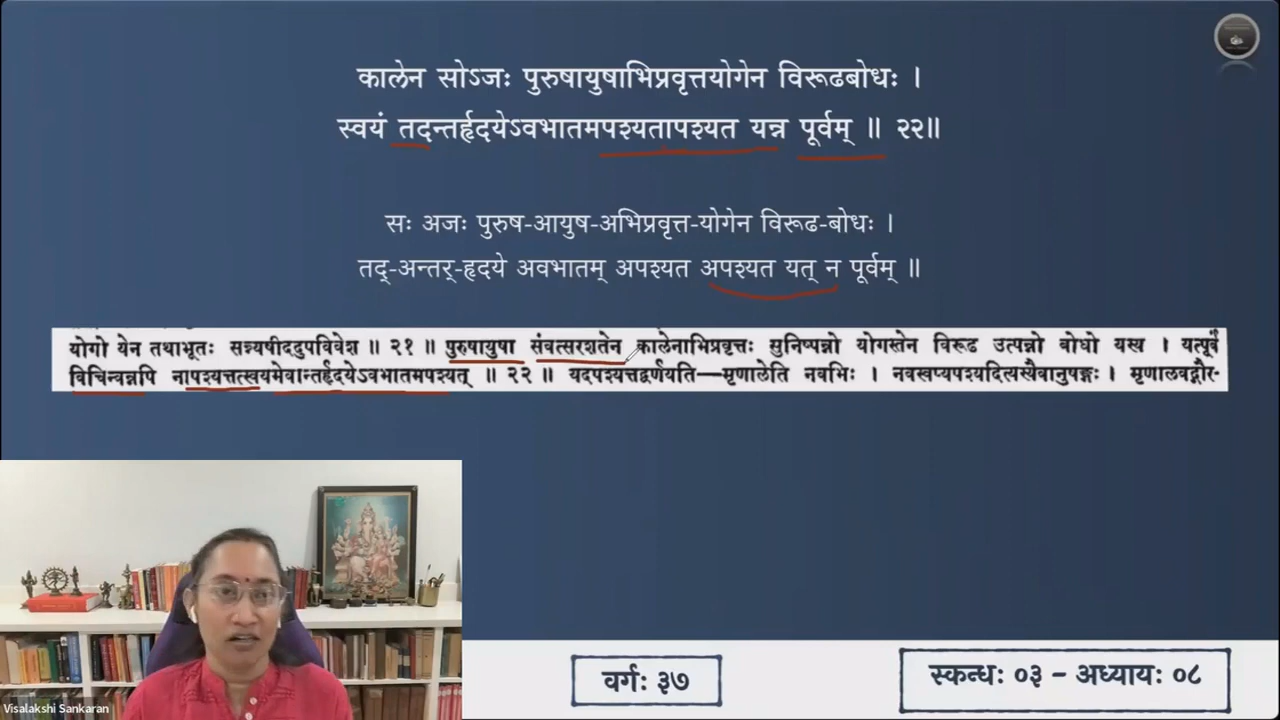 कालेन सोऽजः पुरुषायुषाभिप्रवृत्तयोगेन विरूढबोधः ।
स्वयं तदन्तर्हृदयेऽवभातमपश्यतापश्यत यन्न पूर्वम् ॥ २२॥
सः अजः पुरुष-आयुष-अभिप्रवृत्त-योगेन विरूढ-बोधः ।
तद्-अन्तर्-हृदये अवभातम् अपश्यत अपश्यत यत् न पूर्वम् ॥
योगो येन तथाभूतः सन्न्यषीददुपविवेश ॥ २१ ॥ पुरुषायुषा संवत्सरशतेन कालेनाभिप्रवृत्तः सुनिष्पन्नो योगस्तेन विरूढ उत्पन्नो बोधो यस्य । यत्पूर्वं
विचिन्वन्नपि नापश्यत्तत्स्वयमेवान्तर्हृदयेऽवभातमपश्यत् ॥ २२ ॥ यदपश्यत्तद्वर्णयति—मृणालेति नवभिः । नवस्वप्यपश्यदित्यस्यैवानुषङ्गः । मृणालवद्गौर-
वर्गः ३७
स्कन्धः ०३ - अध्यायः ०८
Visalakshi Sankaran